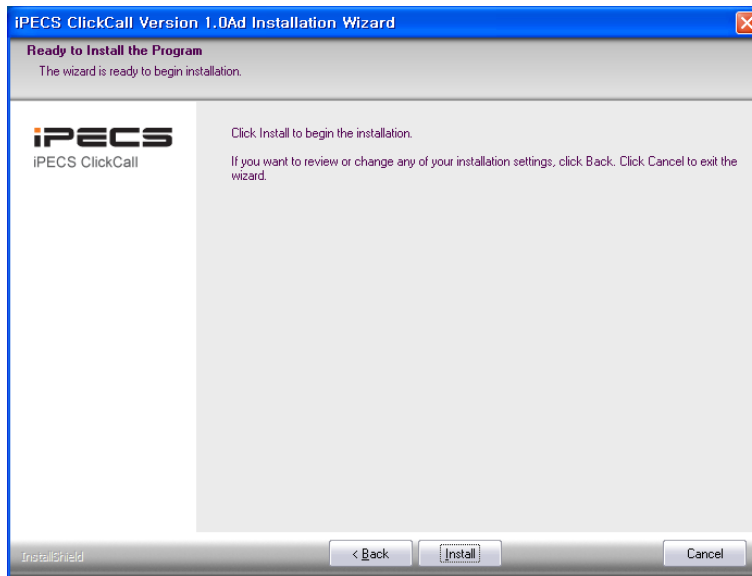 iPECS ClickCall Version 1.0Ad Installation Wizard
Ready to Install the Program
The wizard is ready to begin installation.
iPECS
iPECS ClickCall
Click Install to begin the installation.
If you want to review or change any of your installation settings, click Back. Click Cancel to exit the
wizard.
InstallShield
< Back
Install
Cancel